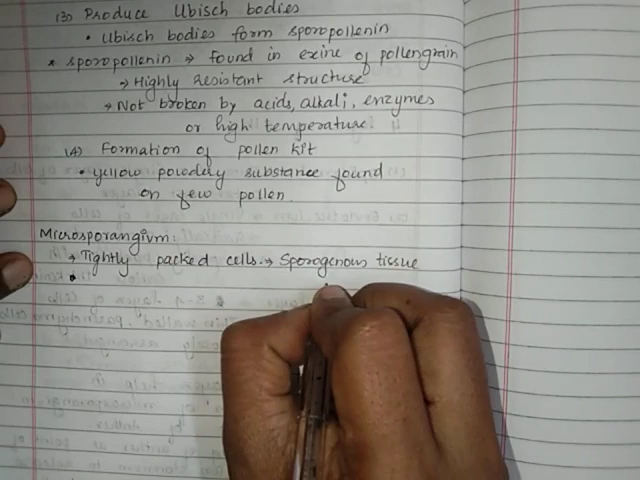 (3) Produce Ubisch bodies
• Ubisch bodies form sporopollenin
* sporopollenin → found in exine of pollengrain
→ Highly resistant structure
→ Not broken by acids, alkali, enzymes
or high temperature.
(4) Formation of pollen kit
• yellow powdery substance found
on few pollen.
Microsporangium:
→ Tightly packed cells. → Sporogenous tissue